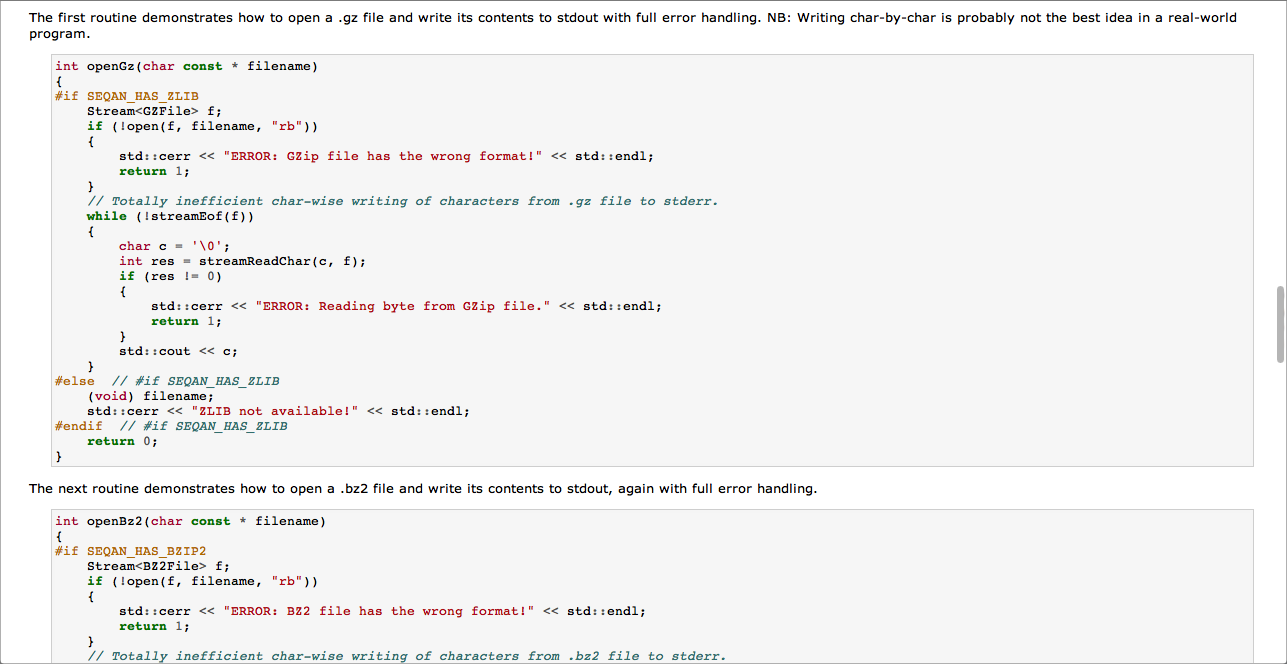 The first routine demonstrates how to open a .gz file and write its contents to stdout with full error handling. NB: Writing char-by-char is probably not the best idea in a real-world
program.
int openGz(char const * filename)
{
#if SEQAN_HAS_ZLIB
    Stream<GZFile> f;
    if (!open(f, filename, "rb"))
    {
        std::cerr << "ERROR: GZip file has the wrong format!" << std::endl;
        return 1;
    }
    // Totally inefficient char-wise writing of characters from .gz file to stderr.
    while (!streamEof(f))
    {
        char c = '\0';
        int res = streamReadChar(c, f);
        if (res != 0)
        {
            std::cerr << "ERROR: Reading byte from GZip file." << std::endl;
            return 1;
        }
        std::cout << c;
    }
#else  // #if SEQAN_HAS_ZLIB
    (void) filename;
    std::cerr << "ZLIB not available!" << std::endl;
#endif  // #if SEQAN_HAS_ZLIB
    return 0;
}
The next routine demonstrates how to open a .bz2 file and write its contents to stdout, again with full error handling.
int openBz2(char const * filename)
{
#if SEQAN_HAS_BZIP2
    Stream<BZ2File> f;
    if (!open(f, filename, "rb"))
    {
        std::cerr << "ERROR: BZ2 file has the wrong format!" << std::endl;
        return 1;
    }
    // Totally inefficient char-wise writing of characters from .bz2 file to stderr.